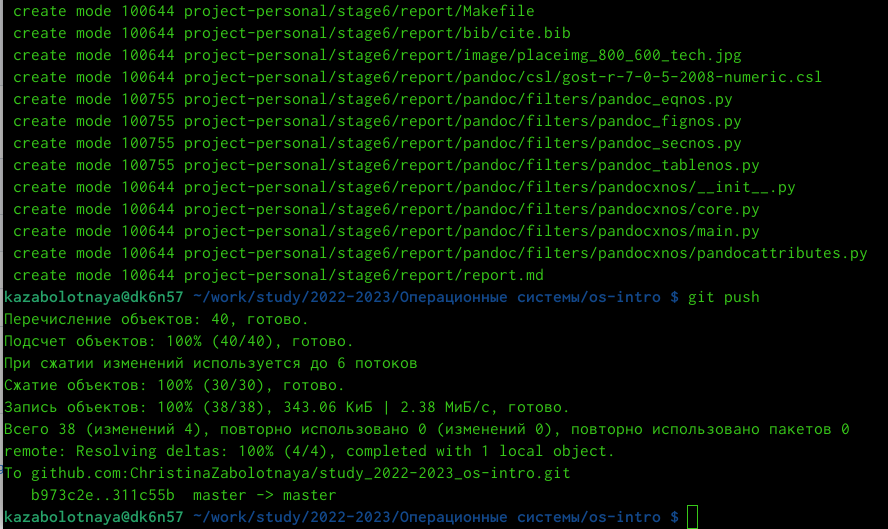 create mode 100644 project-personal/stage6/report/Makefile
create mode 100644 project-personal/stage6/report/bib/cite.bib
create mode 100644 project-personal/stage6/report/image/placeimg_800_600_tech.jpg
create mode 100644 project-personal/stage6/report/pandoc/csl/gost-r-7-0-5-2008-numeric.csl
create mode 100755 project-personal/stage6/report/pandoc/filters/pandoc_eqnos.py
create mode 100755 project-personal/stage6/report/pandoc/filters/pandoc_fignos.py
create mode 100755 project-personal/stage6/report/pandoc/filters/pandoc_secnos.py
create mode 100755 project-personal/stage6/report/pandoc/filters/pandoc_tablenos.py
create mode 100644 project-personal/stage6/report/pandoc/filters/pandocxnos/__init__.py
create mode 100644 project-personal/stage6/report/pandoc/filters/pandocxnos/core.py
create mode 100644 project-personal/stage6/report/pandoc/filters/pandocxnos/main.py
create mode 100644 project-personal/stage6/report/pandoc/filters/pandocxnos/pandocattributes.py
create mode 100644 project-personal/stage6/report/report.md
kazabolotnaya@dk6n57 ~/work/study/2022-2023/Операционные системы/os-intro $ git push
Перечисление объектов: 40, готово.
Подсчет объектов: 100% (40/40), готово.
При сжатии изменений используется до 6 потоков
Сжатие объектов: 100% (30/30), готово.
Запись объектов: 100% (38/38), 343.06 КиБ | 2.38 МиБ/с, готово.
Всего 38 (изменений 4), повторно использовано 0 (изменений 0), повторно использовано пакетов 0
remote: Resolving deltas: 100% (4/4), completed with 1 local object.
To github.com:ChristinaZabolotnaya/study_2022-2023_os-intro.git
b973c2e..311c55b master -> master
kazabolotnaya@dk6n57 ~/work/study/2022-2023/Операционные системы/os-intro $